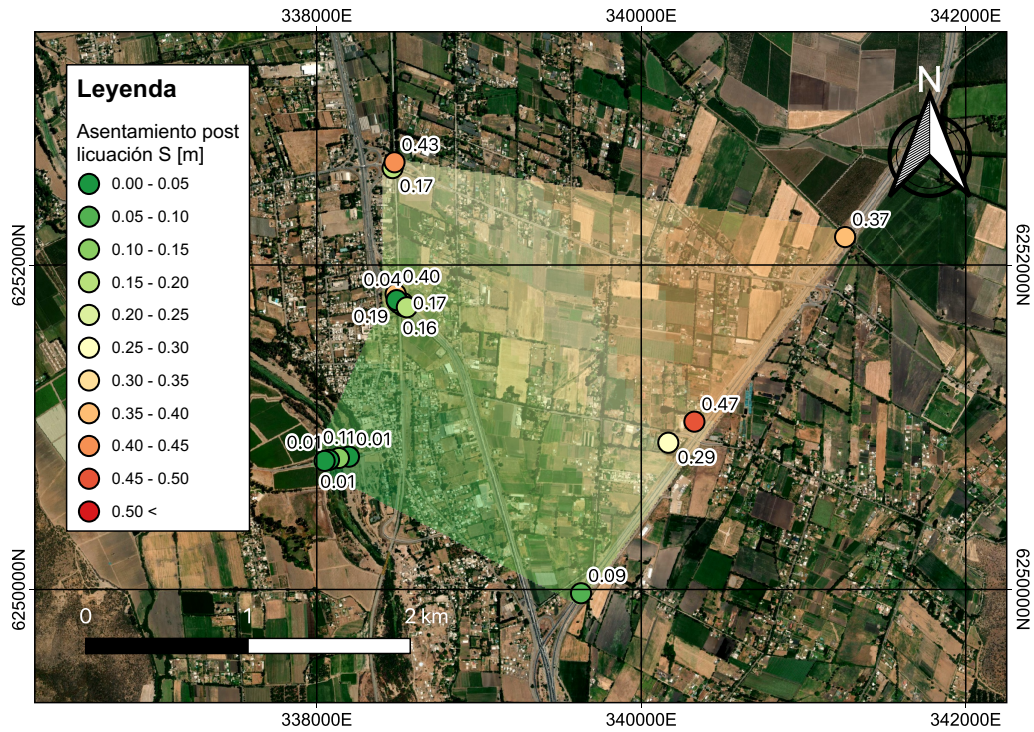 338000E 340000E 342000E
N
Leyenda
Asentamiento post
licuación S [m]
0.00 - 0.05
0.05 - 0.10
0.10 - 0.15
0.15 - 0.20
0.20 - 0.25
0.25 - 0.30
0.30 - 0.35
0.35 - 0.40
0.40 - 0.45
0.45 - 0.50
0.50 <
0.43
0.17
0.37
6252000N 6252000N
0.04 0.40
0.17
0.19
0.16
0.47
0.29
0.01 0.11 0.01
0.01
0.09
6250000N 6250000N
0 1 2 km
338000E 340000E 342000E